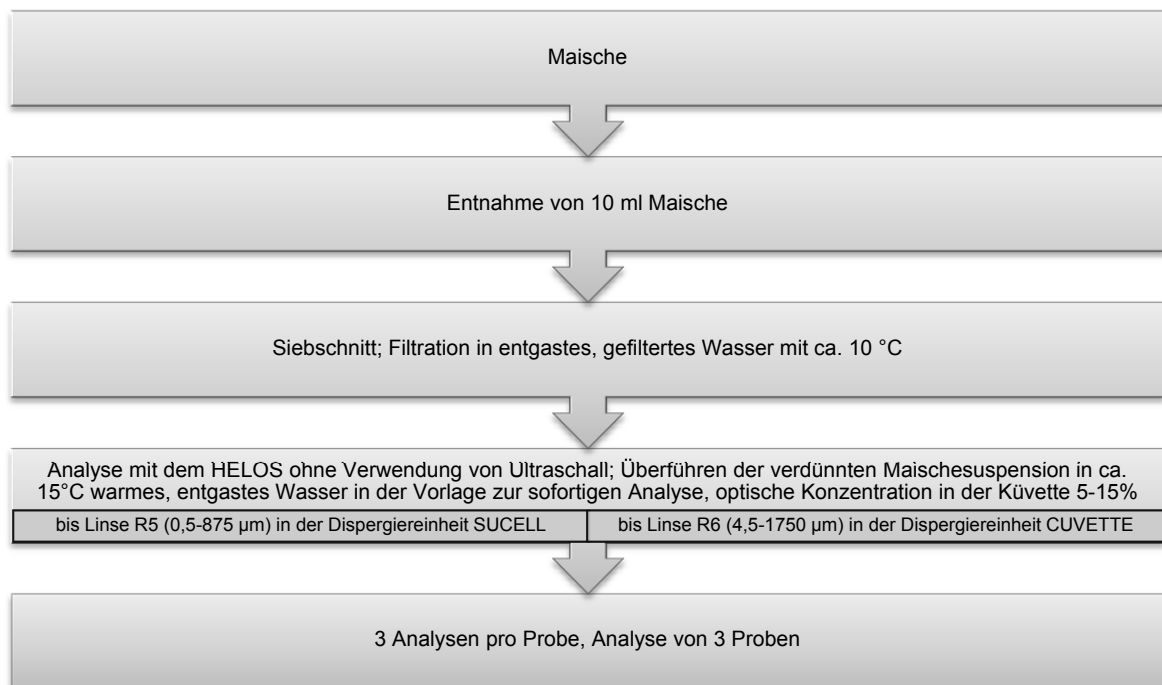 Maische
Entnahme von 10 ml Maische
Siebschnitt; Filtration in entgastes, gefiltertes Wasser mit ca. 10 °C
Analyse mit dem HELOS ohne Verwendung von Ultraschall; Überführen der verdünnten Maischesuspension in ca.
15°C warmes, entgastes Wasser in der Vorlage zur sofortigen Analyse, optische Konzentration in der Küvette 5-15%
bis Linse R5 (0,5-875 µm) in der Dispergiereinheit SUCELL
bis Linse R6 (4,5-1750 µm) in der Dispergiereinheit CUVETTE
3 Analysen pro Probe, Analyse von 3 Proben